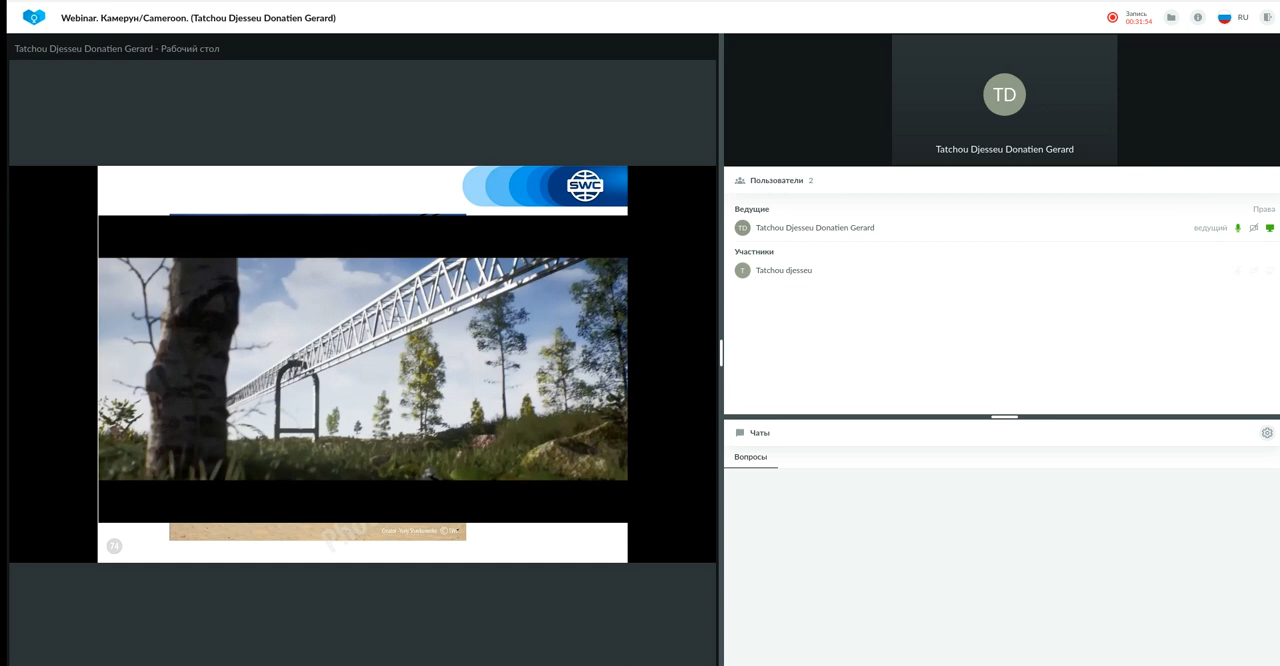 Webinar. Камерун/Cameroon. (Tatchou Djesseu Donatien Gerard)
Запись
00:31:54
RU
Tatchou Djesseu Donatien Gerard - Рабочий стол
TD
Tatchou Djesseu Donatien Gerard
SWC
Пользователи 2
Ведущие
Права
TD Tatchou Djesseu Donatien Gerard
ведущий
Участники
T Tatchou djesseu
Чаты
Вопросы
74